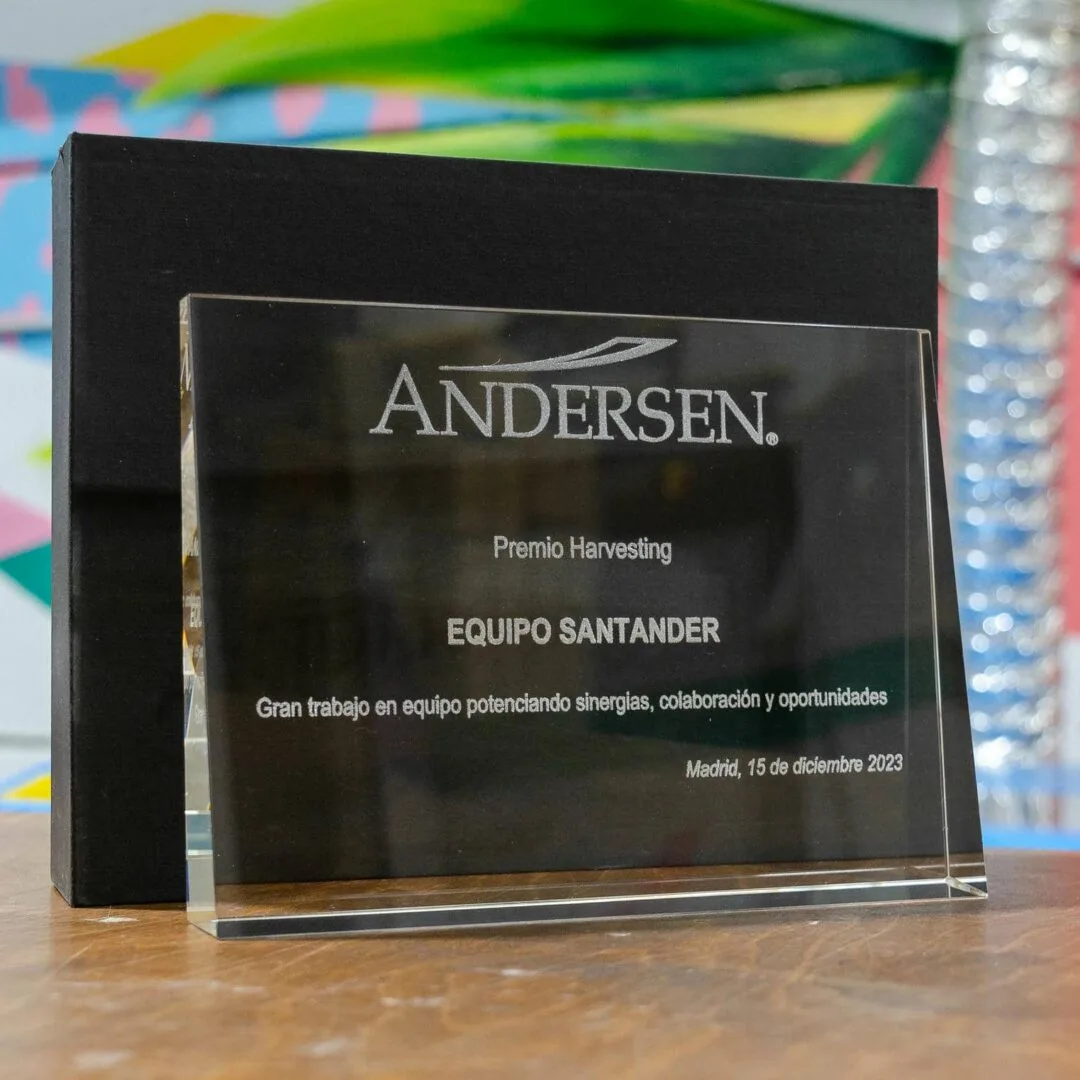 ANDERSEN®
Premio Harvesting
EQUIPO SANTANDER
Gran trabajo en equipo potenciando sinergias, colaboración y oportunidades
Madrid, 15 de diciembre 2023